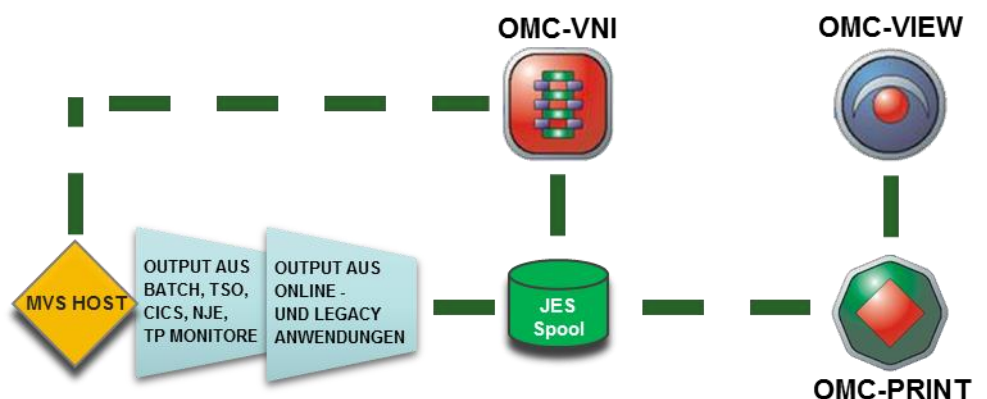 OMC-VNI
OMC-VIEW
MVS HOST
OUTPUT AUS
BATCH, TSO,
CICS, NJE,
TP MONITORE
OUTPUT AUS
ONLINE -
UND LEGACY
ANWENDUNGEN
JES
Spool
OMC-PRINT